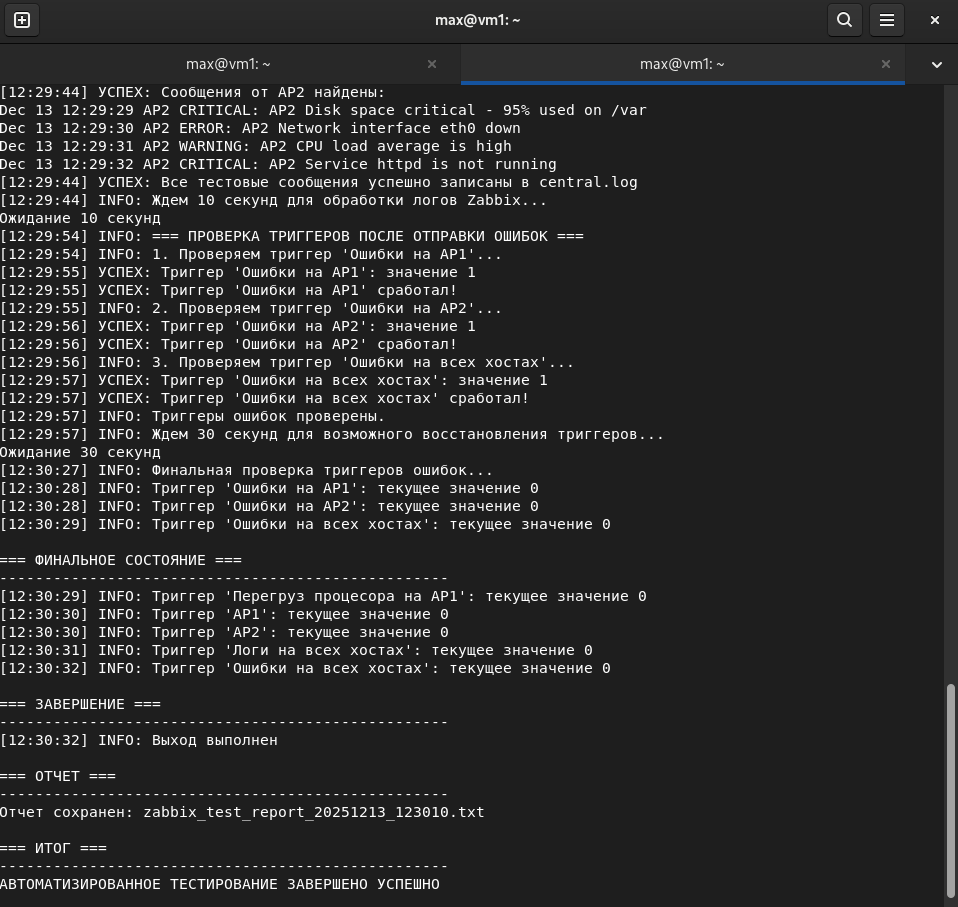 max@vm1: ~
max@vm1: ~
max@vm1: ~
[12:29:44] УСПЕХ: Сообщения от AP2 найдены:
Dec 13 12:29:29 AP2 CRITICAL: AP2 Disk space critical - 95% used on /var
Dec 13 12:29:30 AP2 ERROR: AP2 Network interface eth0 down
Dec 13 12:29:31 AP2 WARNING: AP2 CPU load average is high
Dec 13 12:29:32 AP2 CRITICAL: AP2 Service httpd is not running
[12:29:44] УСПЕХ: Все тестовые сообщения успешно записаны в central.log
[12:29:44] INFO: Ждем 10 секунд для обработки логов Zabbix...
Ожидание 10 секунд
[12:29:54] INFO: === ПРОВЕРКА ТРИГГЕРОВ ПОСЛЕ ОТПРАВКИ ОШИБОК ===
[12:29:54] INFO: 1. Проверяем триггер 'Ошибки на AP1'...
[12:29:55] УСПЕХ: Триггер 'Ошибки на AP1': значение 1
[12:29:55] УСПЕХ: Триггер 'Ошибки на AP1' сработал!
[12:29:55] INFO: 2. Проверяем триггер 'Ошибки на AP2'...
[12:29:56] УСПЕХ: Триггер 'Ошибки на AP2': значение 1
[12:29:56] УСПЕХ: Триггер 'Ошибки на AP2' сработал!
[12:29:56] INFO: 3. Проверяем триггер 'Ошибки на всех хостах'...
[12:29:57] УСПЕХ: Триггер 'Ошибки на всех хостах': значение 1
[12:29:57] УСПЕХ: Триггер 'Ошибки на всех хостах' сработал!
[12:29:57] INFO: Триггеры ошибок проверены.
[12:29:57] INFO: Ждем 30 секунд для возможного восстановления триггеров...
Ожидание 30 секунд
[12:30:27] INFO: Финальная проверка триггеров ошибок...
[12:30:28] INFO: Триггер 'Ошибки на AP1': текущее значение 0
[12:30:28] INFO: Триггер 'Ошибки на AP2': текущее значение 0
[12:30:29] INFO: Триггер 'Ошибки на всех хостах': текущее значение 0
=== ФИНАЛЬНОЕ СОСТОЯНИЕ ===
--------------------------------------------------
[12:30:29] INFO: Триггер 'Перегруз процесора на AP1': текущее значение 0
[12:30:30] INFO: Триггер 'AP1': текущее значение 0
[12:30:30] INFO: Триггер 'AP2': текущее значение 0
[12:30:31] INFO: Триггер 'Логи на всех хостах': текущее значение 0
[12:30:32] INFO: Триггер 'Ошибки на всех хостах': текущее значение 0
=== ЗАВЕРШЕНИЕ ===
--------------------------------------------------
[12:30:32] INFO: Выход выполнен
=== ОТЧЕТ ===
--------------------------------------------------
Отчет сохранен: zabbix_test_report_20251213_123010.txt
=== ИТОГ ===
--------------------------------------------------
АВТОМАТИЗИРОВАННОЕ ТЕСТИРОВАНИЕ ЗАВЕРШЕНО УСПЕШНО